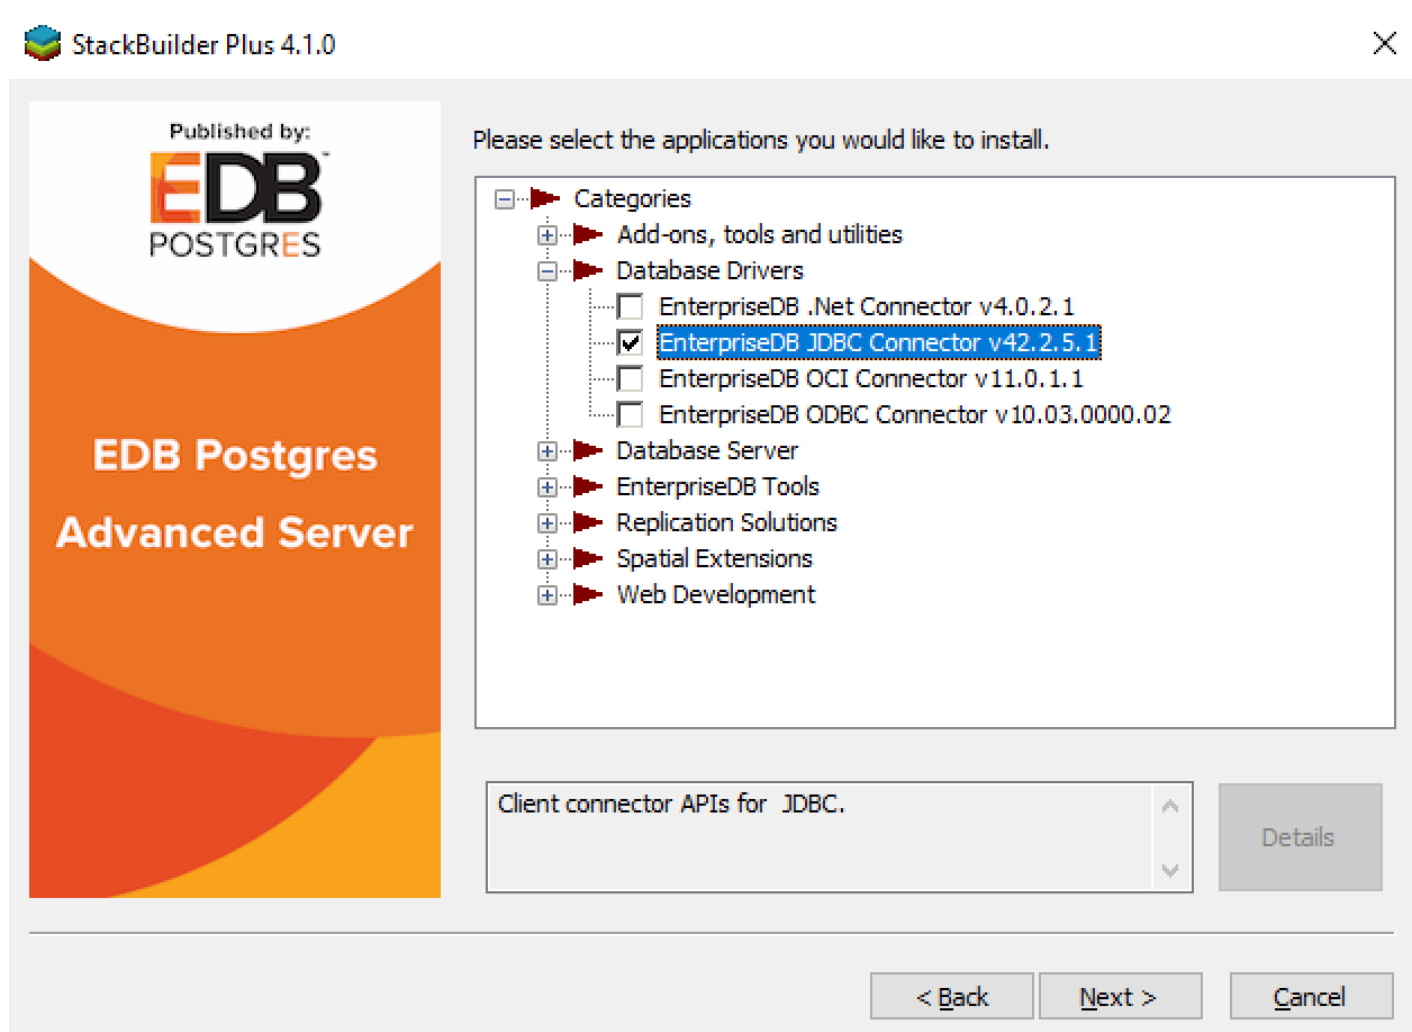 StackBuilder Plus 4.1.0
Published by:
EDB™
POSTGRES
EDB Postgres
Advanced Server
Please select the applications you would like to install.
Categories
Add-ons, tools and utilities
Database Drivers
EnterpriseDB .Net Connector v4.0.2.1
EnterpriseDB JDBC Connector v42.2.5.1
EnterpriseDB OCI Connector v11.0.1.1
EnterpriseDB ODBC Connector v10.03.0000.02
Database Server
EnterpriseDB Tools
Replication Solutions
Spatial Extensions
Web Development
Client connector APIs for  JDBC.
Details
< Back
Next >
Cancel